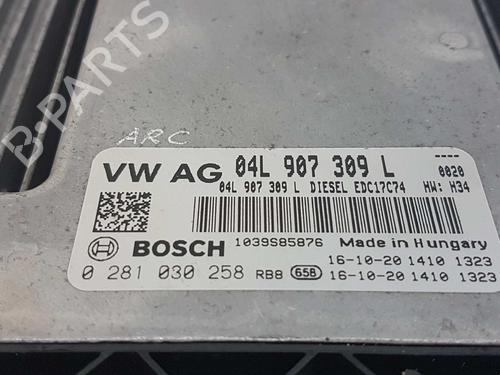 B-PARTS
ARC
VW AG 04L 907 309 L ----
04L 907 309 L DIESEL EDC17C74 0020
HW: H34
BOSCH 1039S85876 Made in Hungary
16-10-20 1410 1323
0 281 030 258 RBB 658 16-10-20 1410 1323